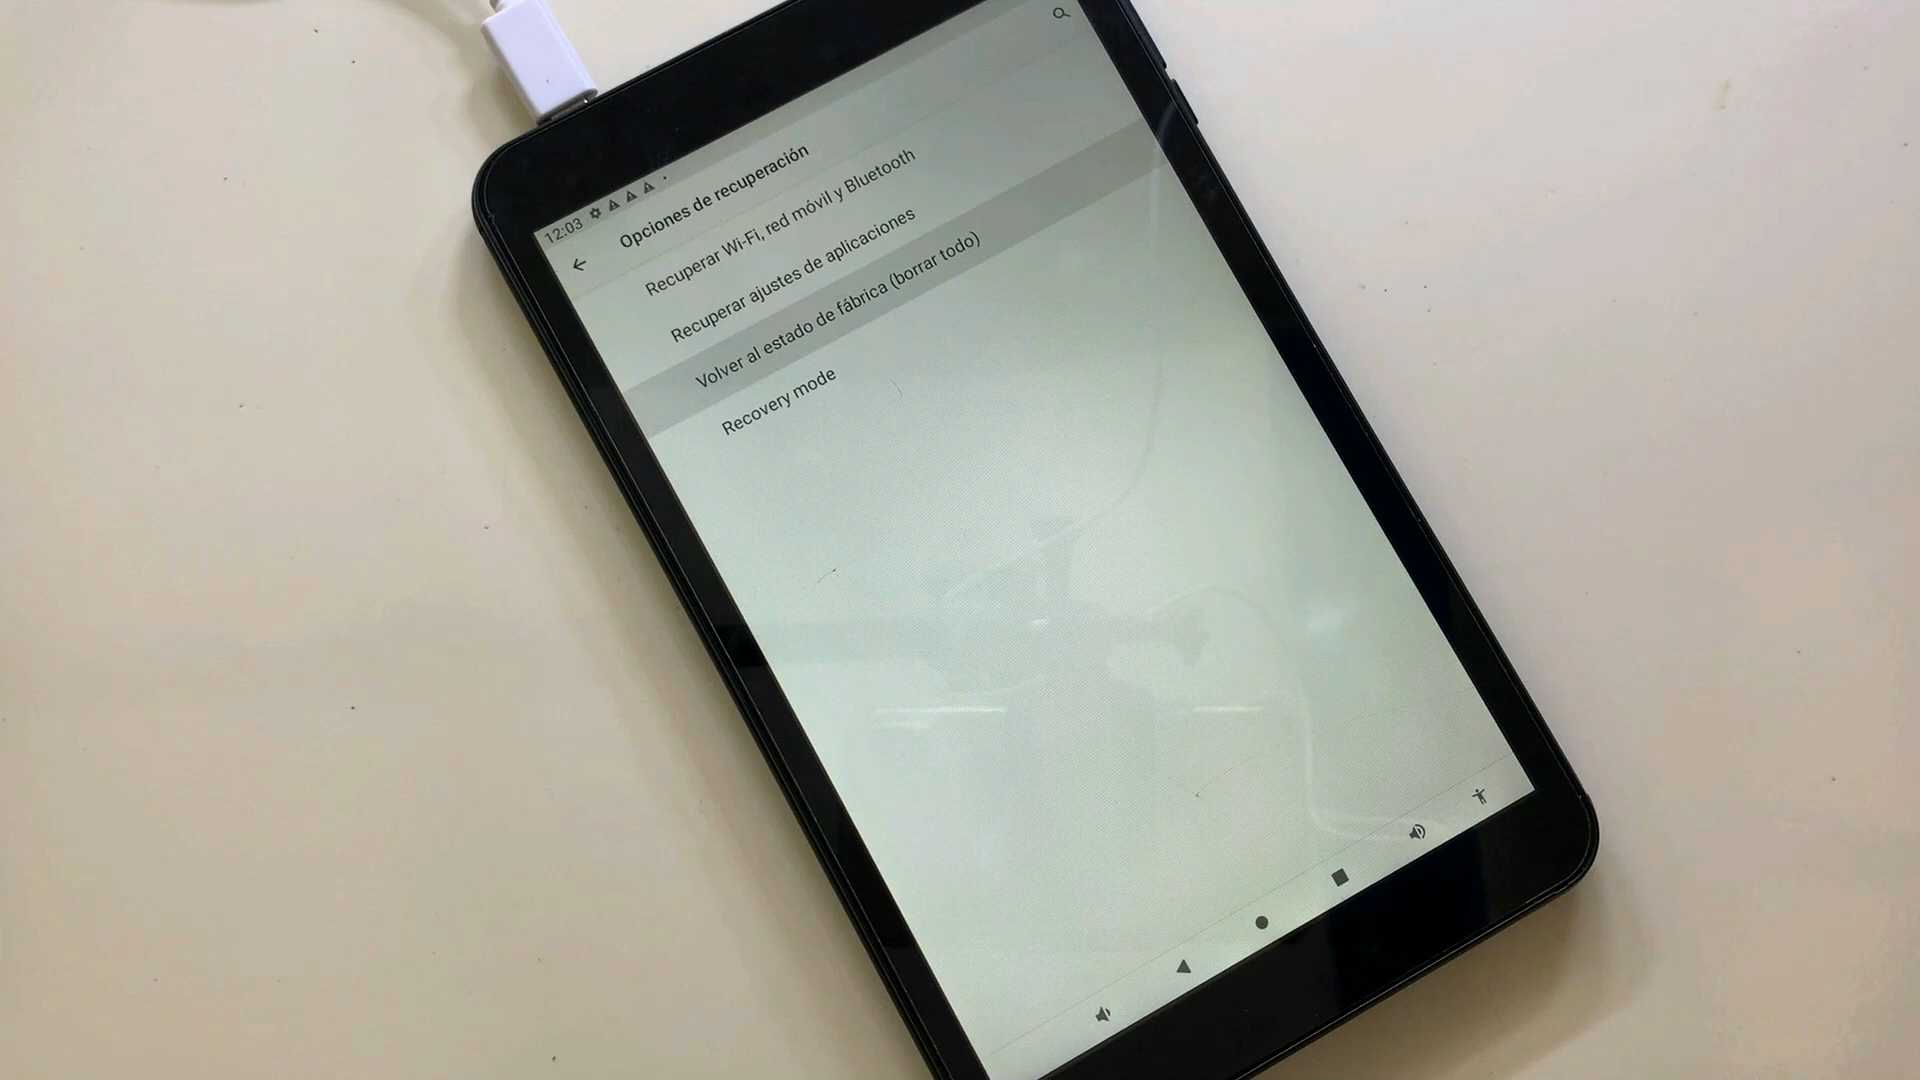 12:03
Opciones de recuperación
Recuperar Wi-Fi, red móvil y Bluetooth
Recuperar ajustes de aplicaciones
Volver al estado de fábrica (borrar todo)
Recovery mode